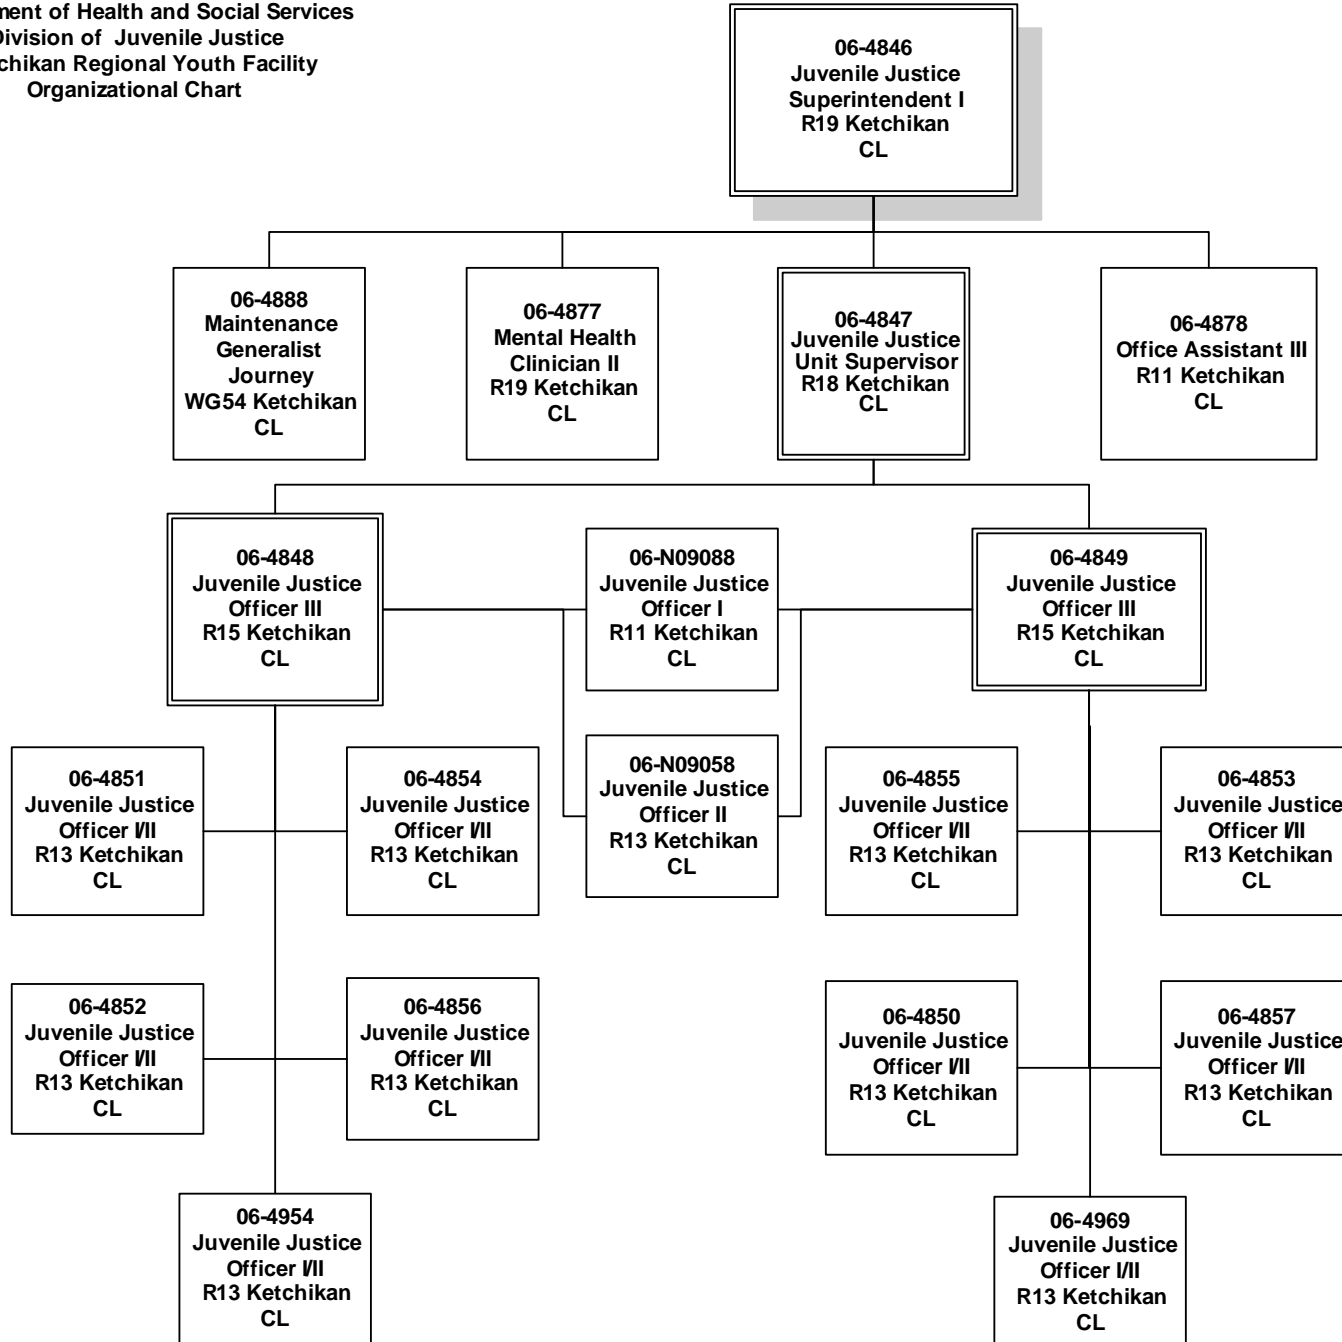 ment of Health and Social Services
Division of Juvenile Justice
chikan Regional Youth Facility
Organizational Chart
06-4846
Juvenile Justice
Superintendent I
R19 Ketchikan
CL
06-4888
Maintenance
Generalist
Journey
WG54 Ketchikan
CL
06-4877
Mental Health
Clinician II
R19 Ketchikan
CL
06-4847
Juvenile Justice
Unit Supervisor
R18 Ketchikan
CL
06-4878
Office Assistant III
R11 Ketchikan
CL
06-4848
Juvenile Justice
Officer III
R15 Ketchikan
CL
06-N09088
Juvenile Justice
Officer I
R11 Ketchikan
CL
06-4849
Juvenile Justice
Officer III
R15 Ketchikan
CL
06-4851
Juvenile Justice
Officer I/II
R13 Ketchikan
CL
06-4854
Juvenile Justice
Officer I/II
R13 Ketchikan
CL
06-N09058
Juvenile Justice
Officer II
R13 Ketchikan
CL
06-4855
Juvenile Justice
Officer I/II
R13 Ketchikan
CL
06-4853
Juvenile Justice
Officer I/II
R13 Ketchikan
CL
06-4852
Juvenile Justice
Officer I/II
R13 Ketchikan
CL
06-4856
Juvenile Justice
Officer I/II
R13 Ketchikan
CL
06-4850
Juvenile Justice
Officer I/II
R13 Ketchikan
CL
06-4857
Juvenile Justice
Officer I/II
R13 Ketchikan
CL
06-4954
Juvenile Justice
Officer I/II
R13 Ketchikan
CL
06-4969
Juvenile Justice
Officer I/II
R13 Ketchikan
CL